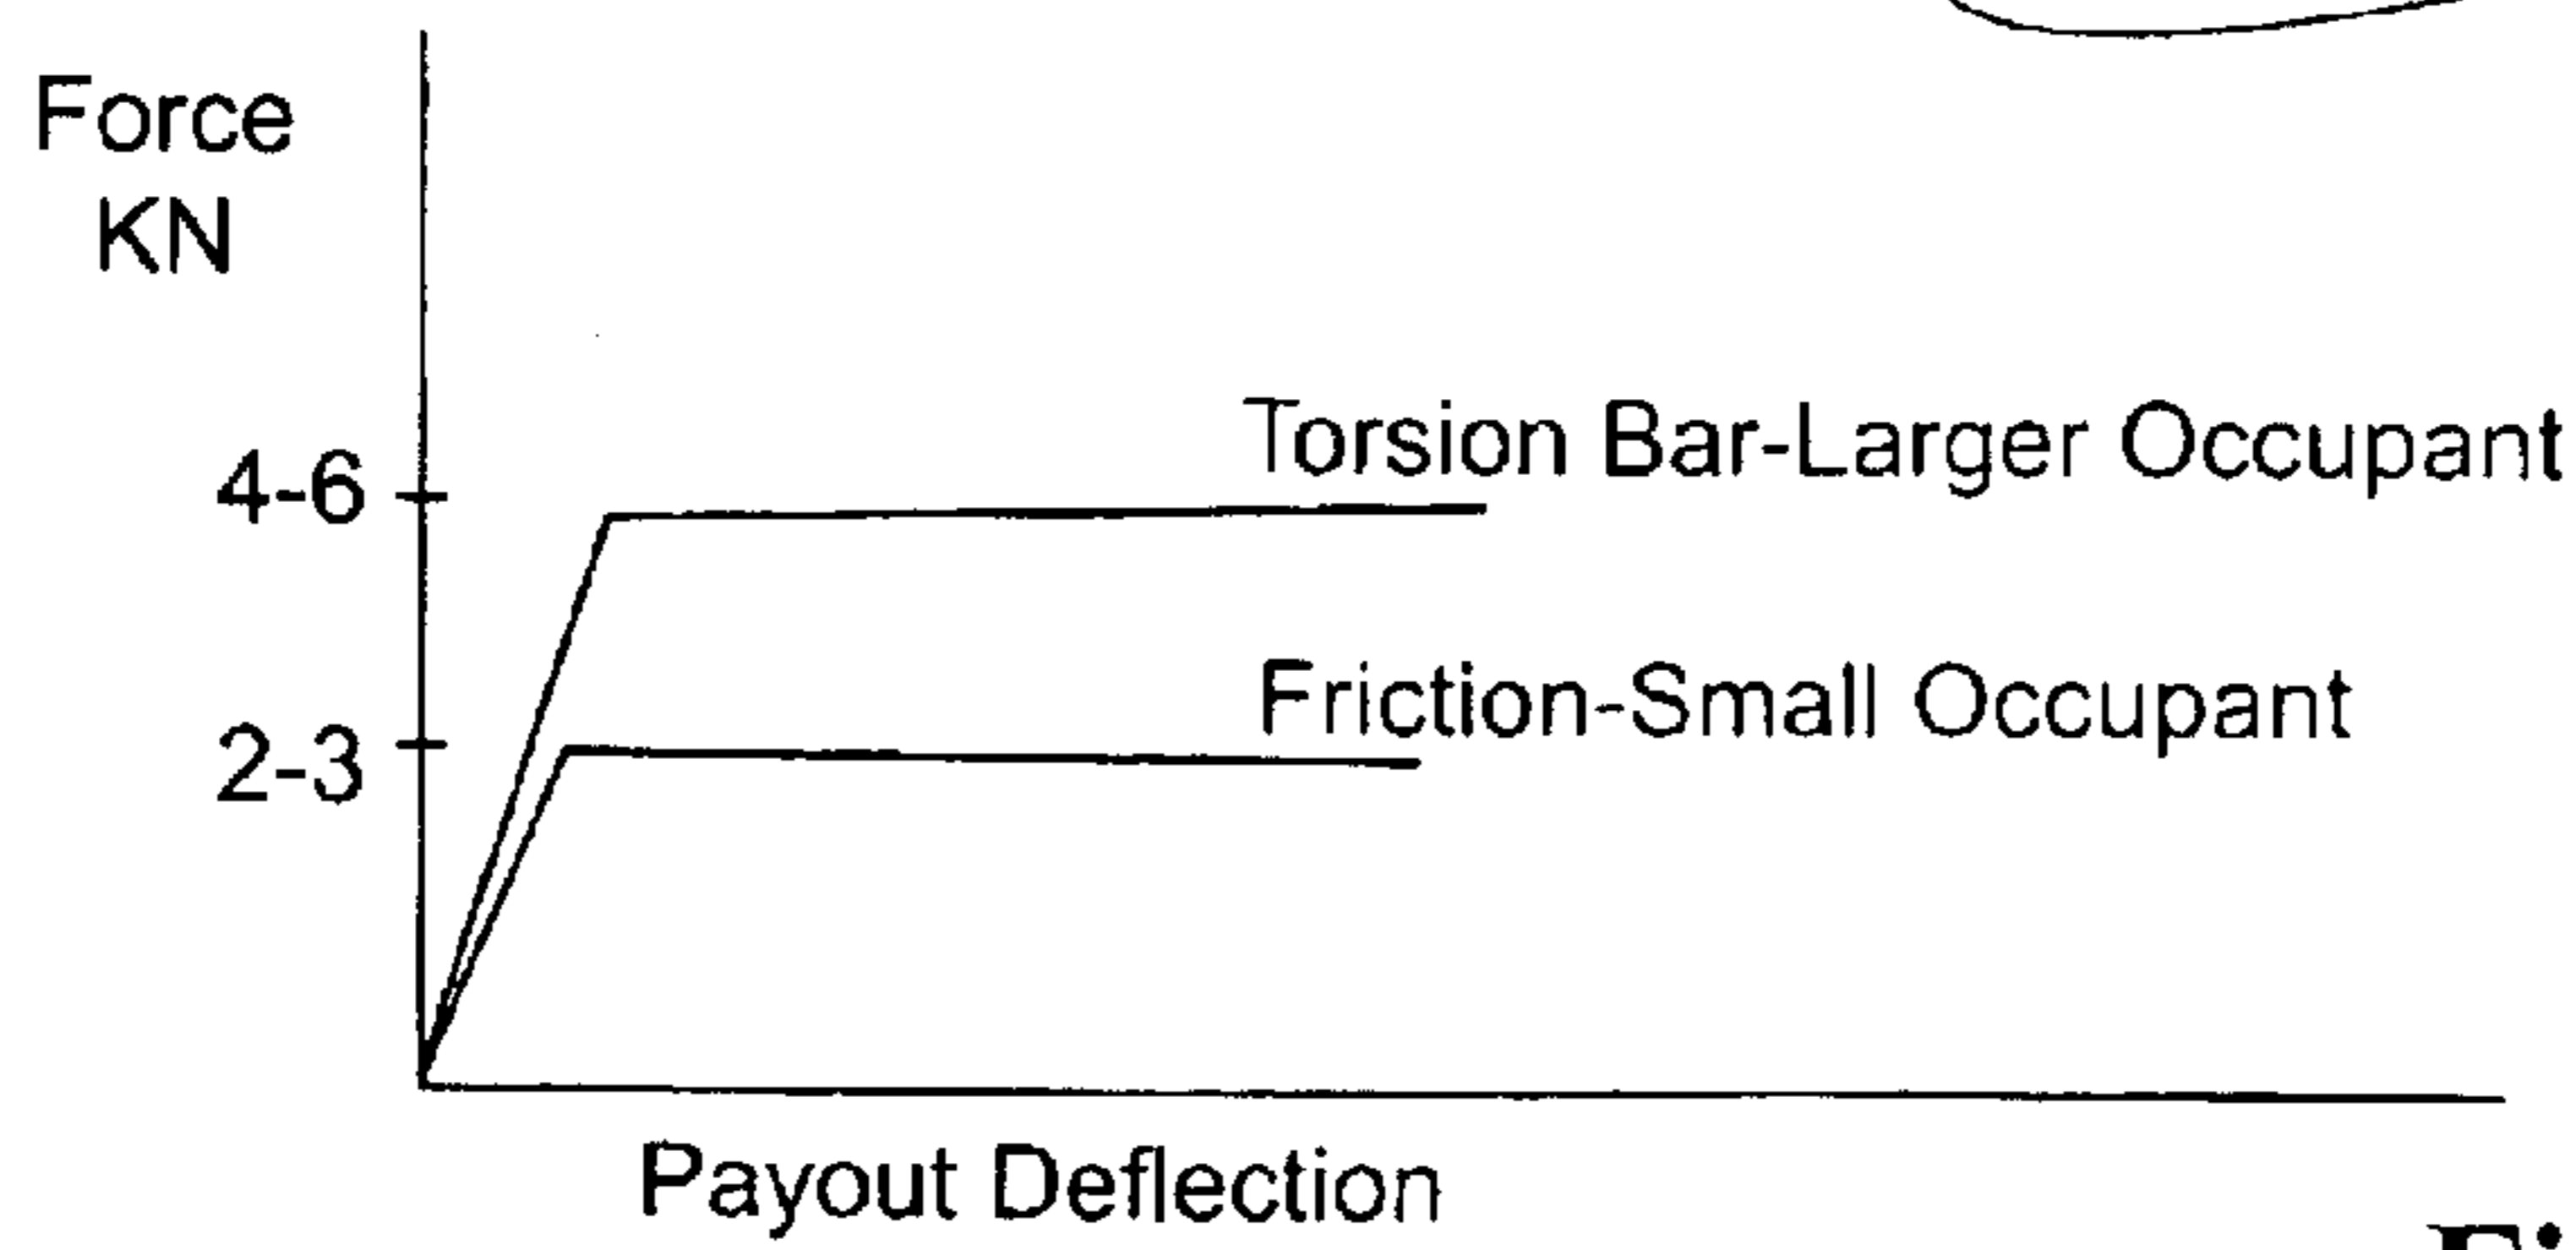 Force
KN
4-6
Torsion Bar-Larger Occupant
Friction-Small Occupant
2-3
Payout Deflection